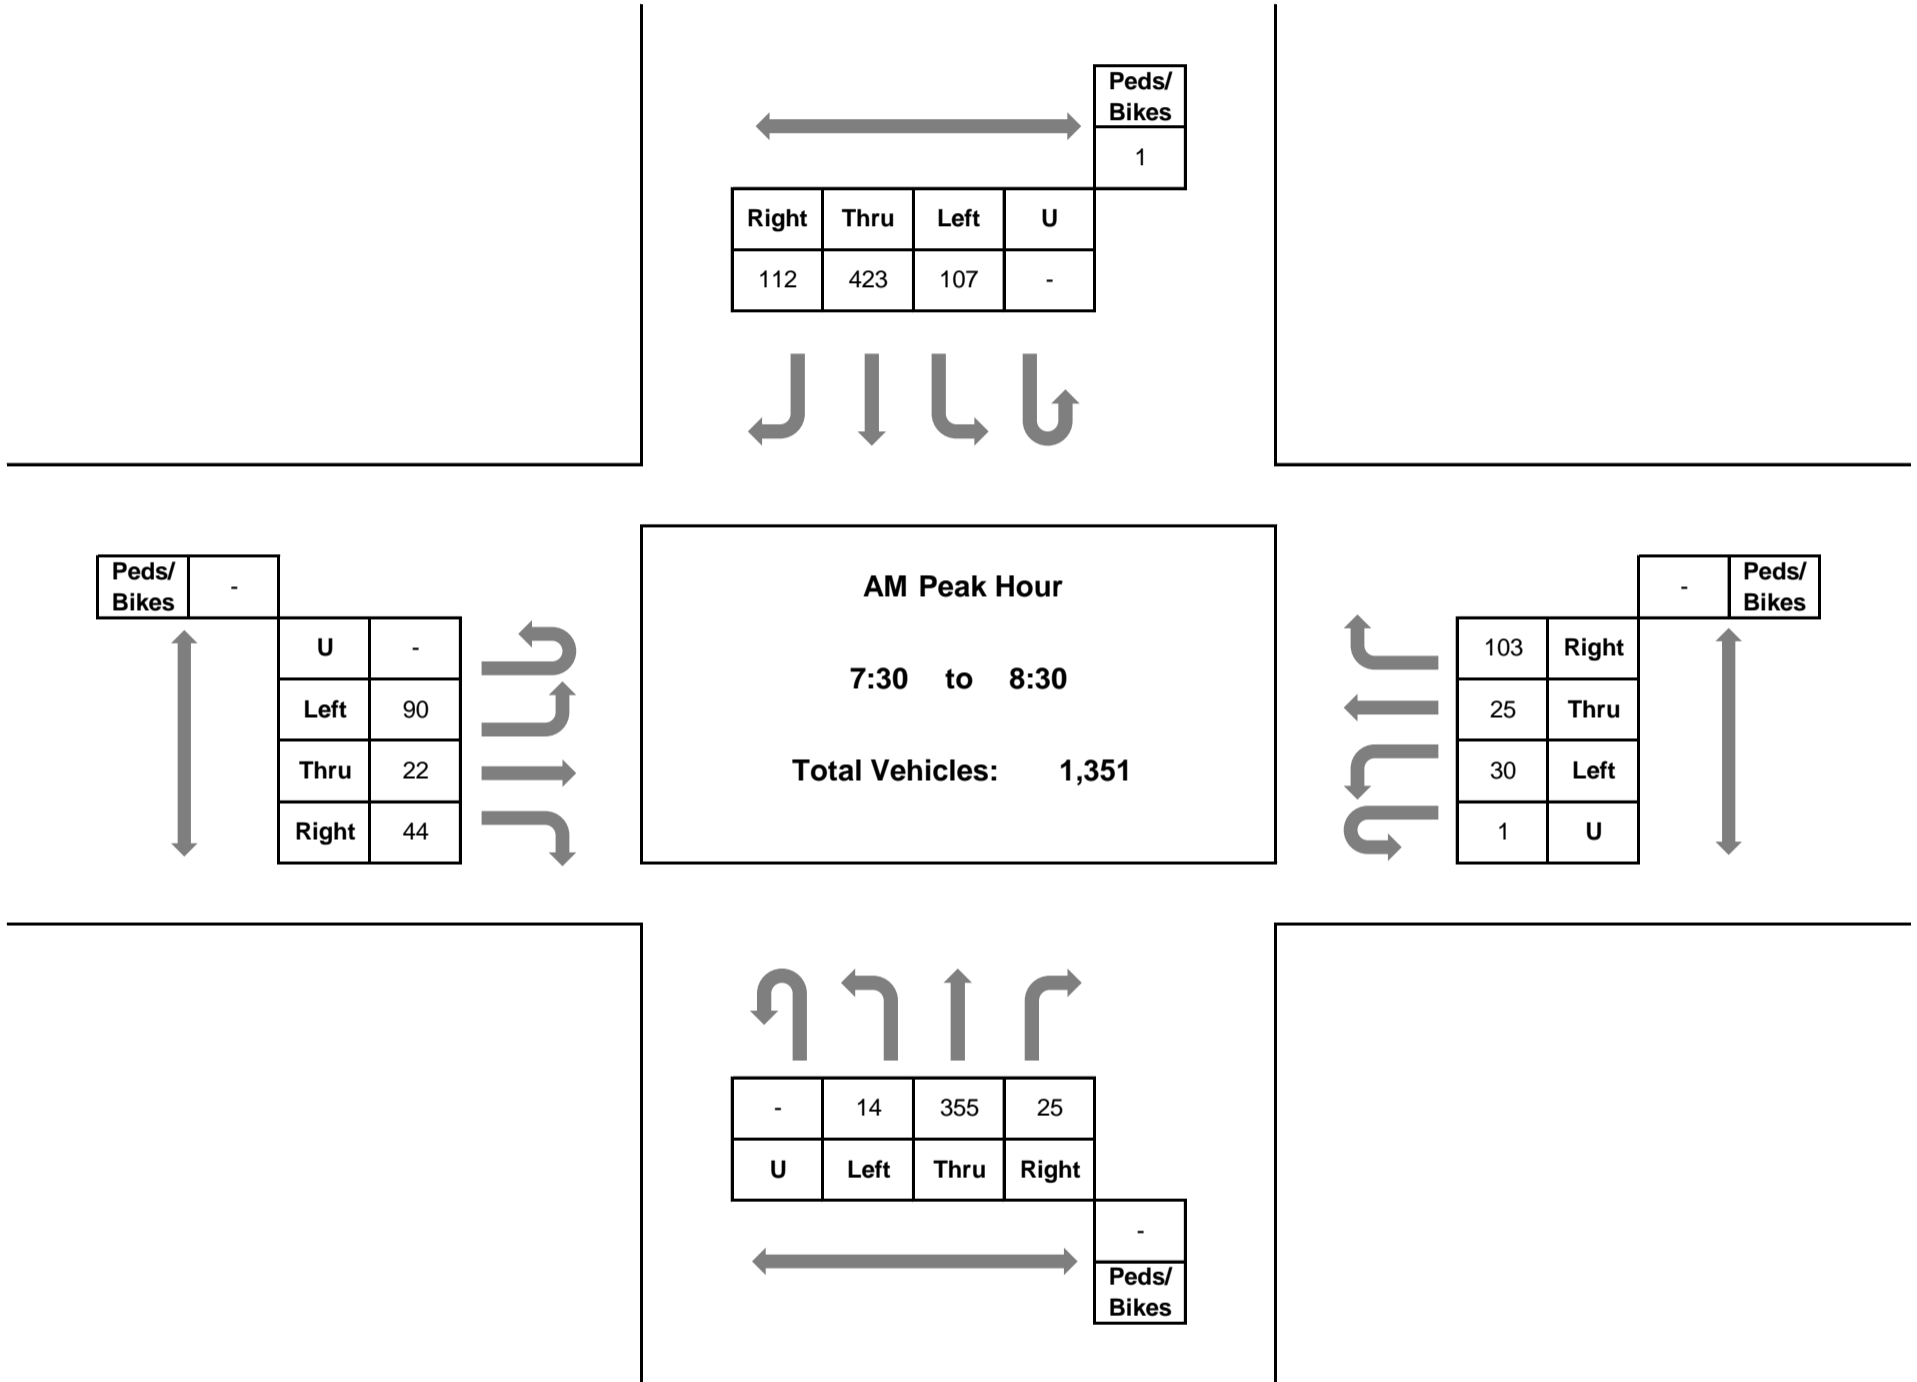 Peds/
Bikes
1
Right Thru Left U
112 423 107 -
Peds/
Bikes -
U -
Left 90
Thru 22
Right 44
AM Peak Hour
7:30 to 8:30
Total Vehicles: 1,351
- Peds/
Bikes
103 Right
25 Thru
30 Left
1 U
- 14 355 25
U Left Thru Right
-
Peds/
Bikes